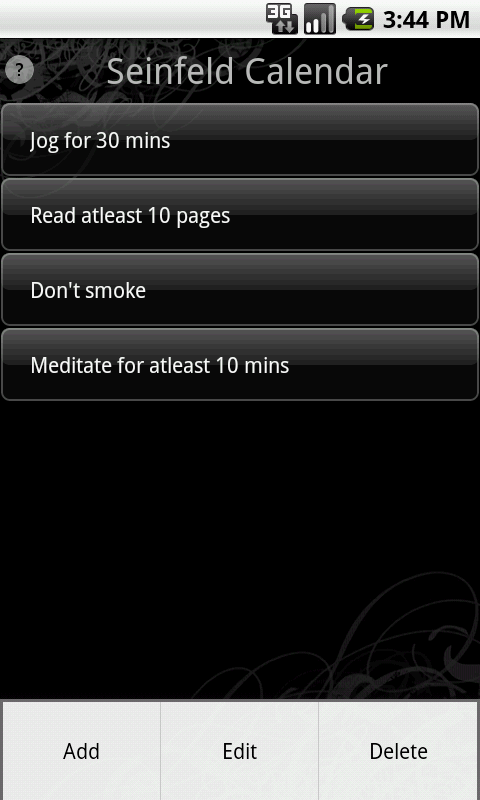 3G 3:44 PM
? Seinfeld Calendar
Jog for 30 mins
Read atleast 10 pages
Don't smoke
Meditate for atleast 10 mins
Add Edit Delete